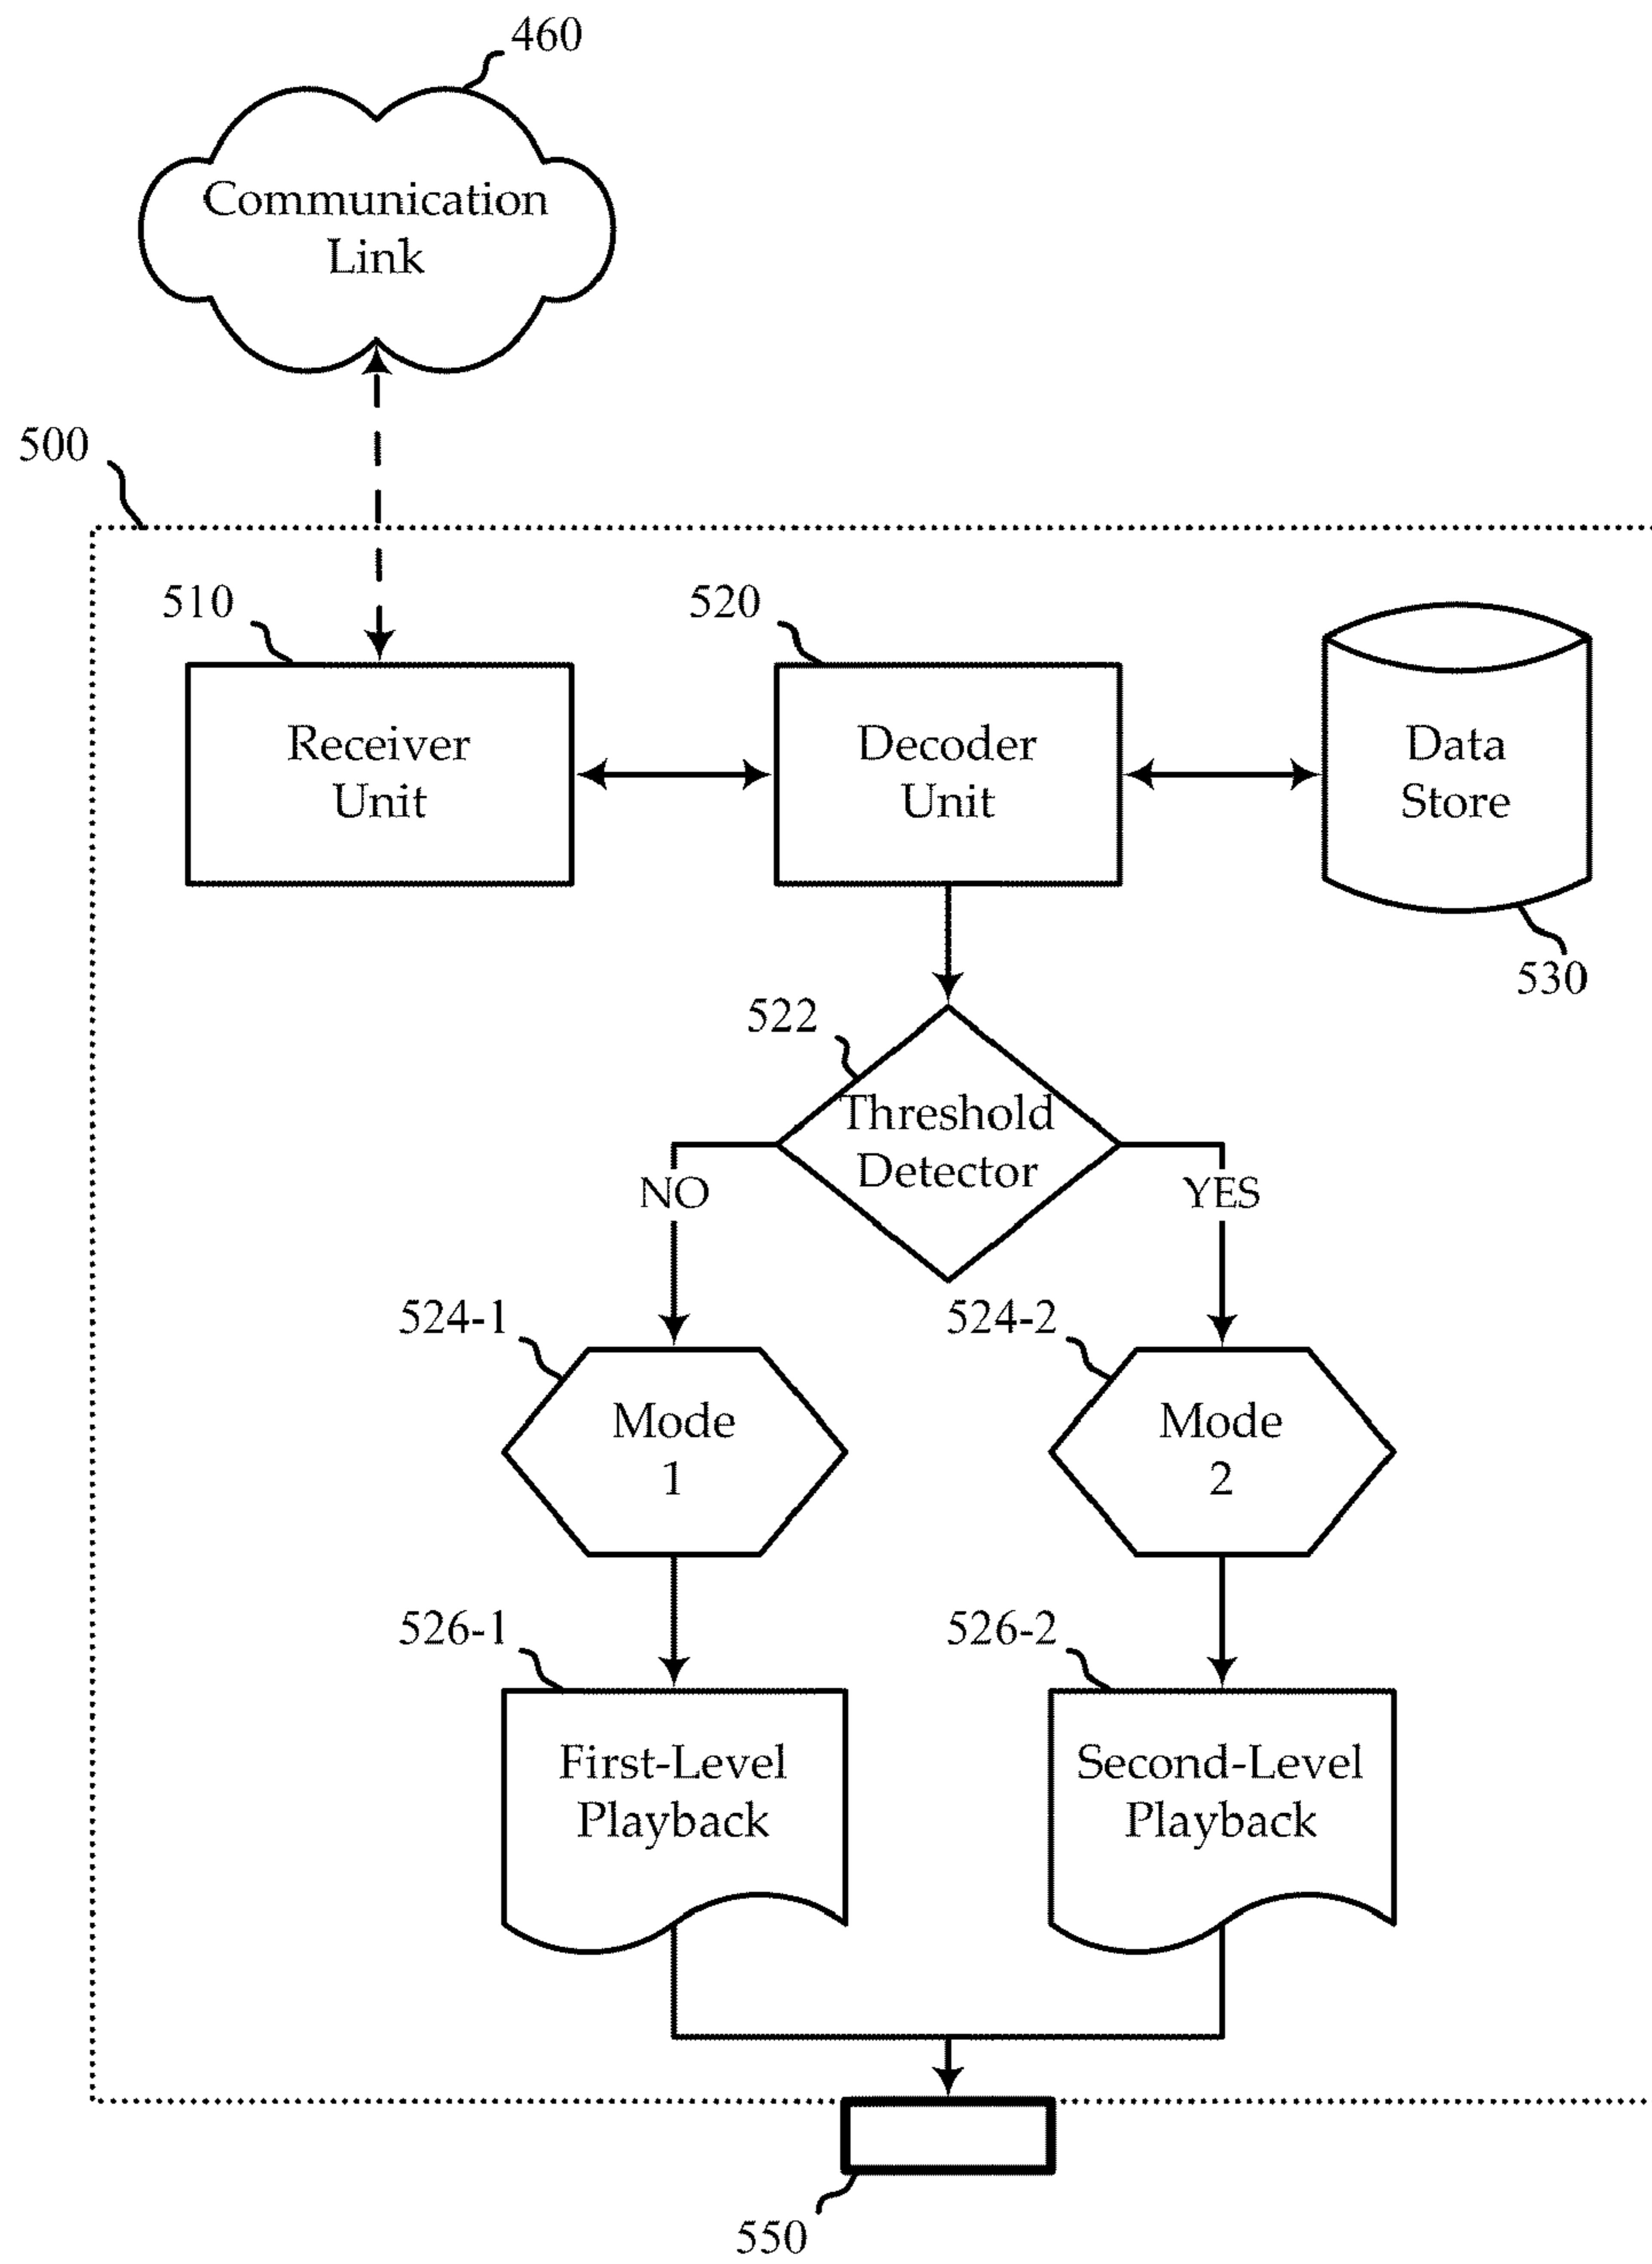 460
Communication
Link
500
510
520
Receiver
Unit
Decoder
Unit
Data
Store
530
522
Threshold
Detector
NO
YES
524-1
524-2
Mode
1
Mode
2
526-1
526-2
First-Level
Playback
Second-Level
Playback
550